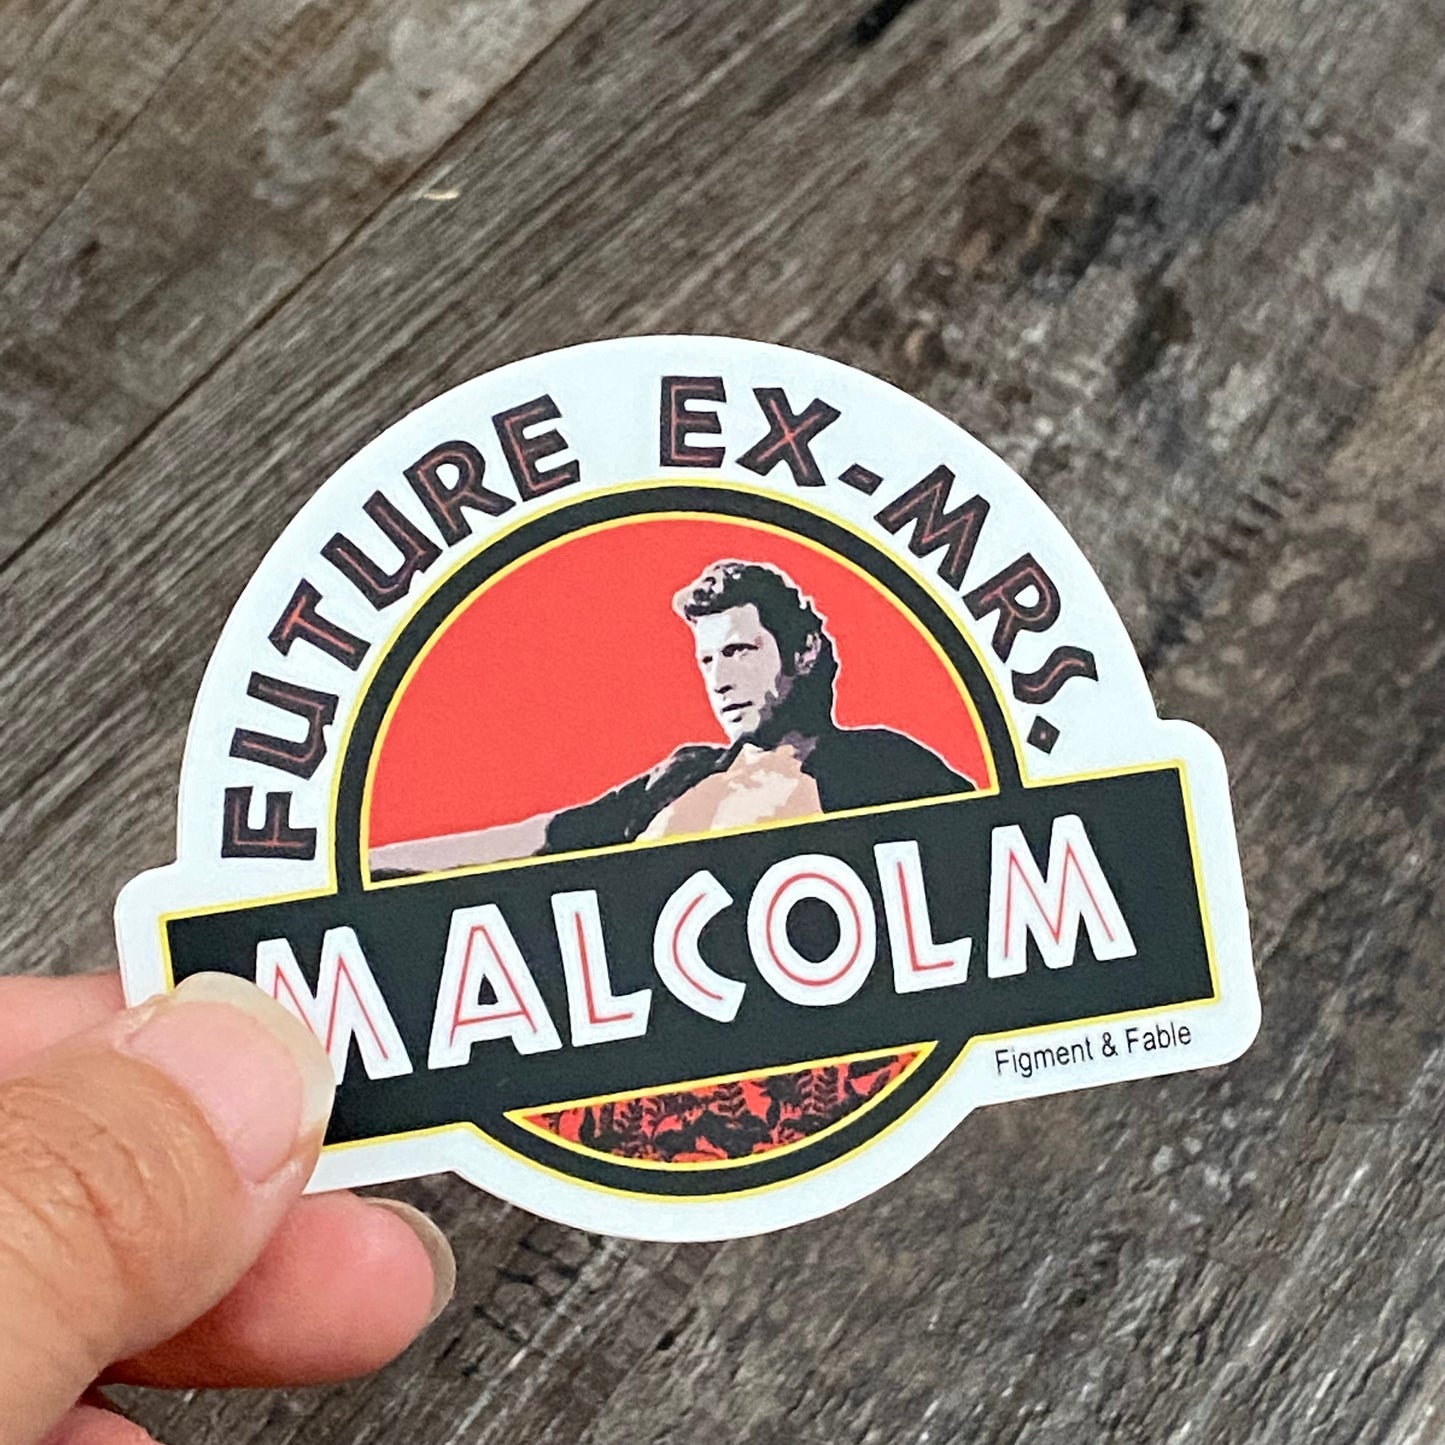 FUTURE EX-MRS.
MALCOLM
Figment & Fable